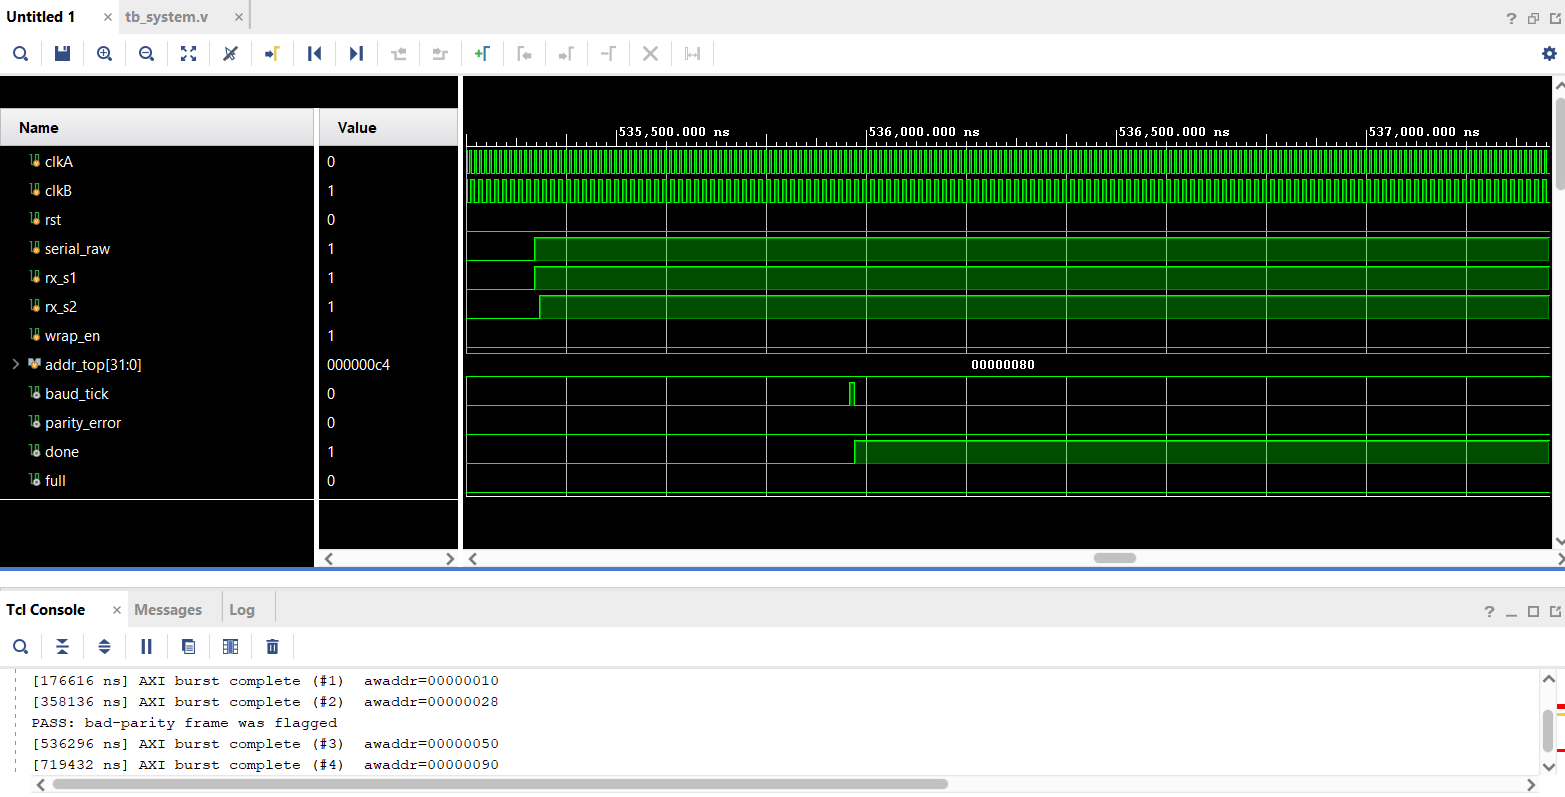 Untitled 1 × tb_system.v ×
?
535,500.000 ns 536,000.000 ns 536,500.000 ns 537,000.000 ns
Name Value
clkA 0
clkB 1
rst 0
serial_raw 1
rx_s1 1
rx_s2 1
wrap_en 1
addr_top[31:0] 000000c4 00000080
baud_tick 0
parity_error 0
done 1
full 0
Tcl Console × Messages Log
?
[176616 ns] AXI burst complete (#1) awaddr=00000010
[358136 ns] AXI burst complete (#2) awaddr=00000028
PASS: bad-parity frame was flagged
[536296 ns] AXI burst complete (#3) awaddr=00000050
[719432 ns] AXI burst complete (#4) awaddr=00000090